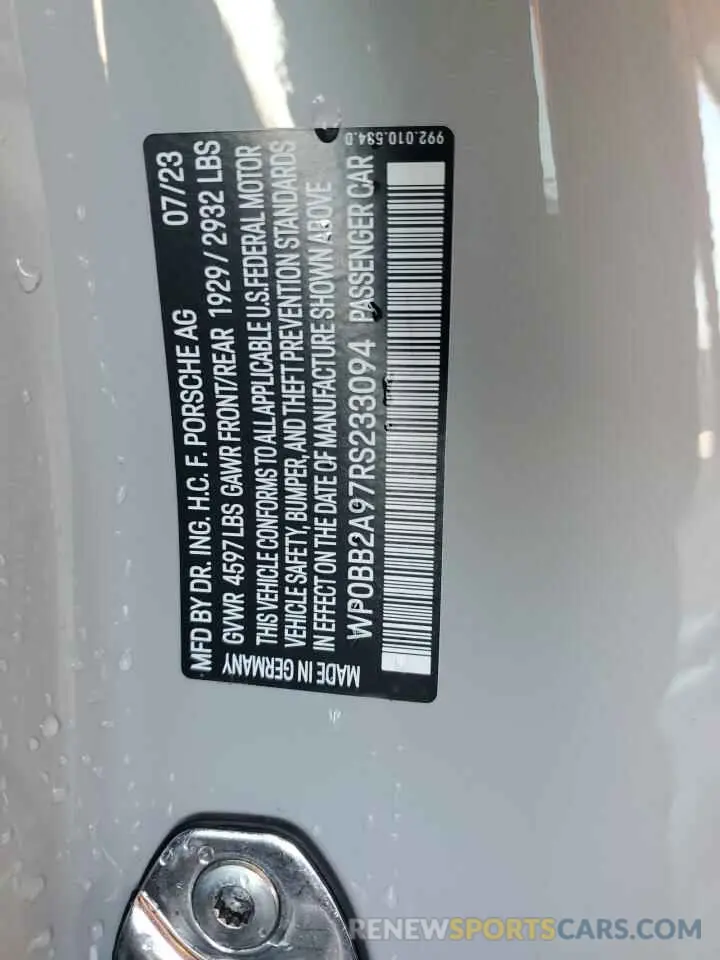 MFD BY DR. ING. H.C. F. PORSCHE AG 07/23
GVWR 4597 LBS GAWR FRONT/REAR 1929 / 2932 LBS
THIS VEHICLE CONFORMS TO ALL APPLICABLE U.S. FEDERAL MOTOR
VEHICLE SAFETY, BUMPER, AND THEFT PREVENTION STANDARDS
IN EFFECT ON THE DATE OF MANUFACTURE SHOWN ABOVE
MADE IN GERMANY WP0BB2A97RS233094 PASSENGER CAR
992.010.534.D
RENEWSPORTSCARS.COM